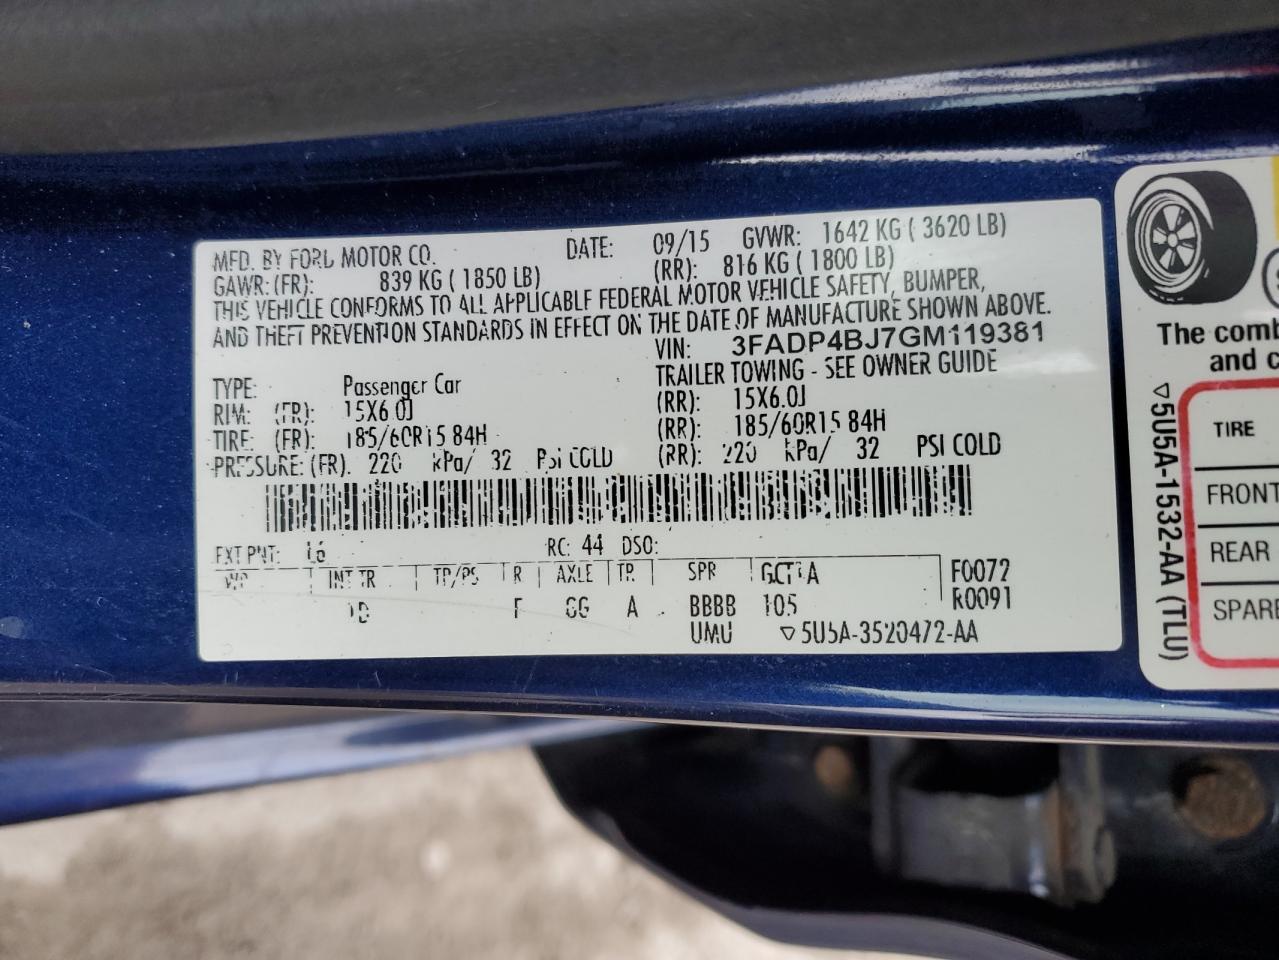 MFD. BY FORD MOTOR CO. DATE: 09/15 GVWR: 1642 KG ( 3620 LB)
GAWR: (FR): 839 KG ( 1850 LB) (RR): 816 KG ( 1800 LB)
THIS VEHICLE CONFORMS TO ALL APPLICABLE FEDERAL MOTOR VEHICLE SAFETY, BUMPER,
AND THEFT PREVENTION STANDARDS IN EFFECT ON THE DATE OF MANUFACTURE SHOWN ABOVE.
VIN: 3FADP4BJ7GM119381
TYPE: Passenger Car TRAILER TOWING - SEE OWNER GUIDE
RIM: (FR): 15X6.0J (RR): 15X6.0J
TIRE: (FR): 185/60R15 84H (RR): 185/60R15 84H
PRESSURE: (FR). 220 kPa/ 32 PSI COLD (RR): 220 kPa/ 32 PSI COLD
EXT PNT: RC: 44 DSO:
WB INT TR TP/PS R AXLE TR SPR F0072
F A BBBB 105 R0091
UMU ▽5U5A-3520472-AA
The comb
and c
TIRE
FRONT
REAR
SPARE
▽5U5A-1532-AA (TLU)